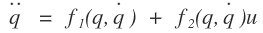 q̈ = f₁(q, q̇) + f₂(q, q̇)u